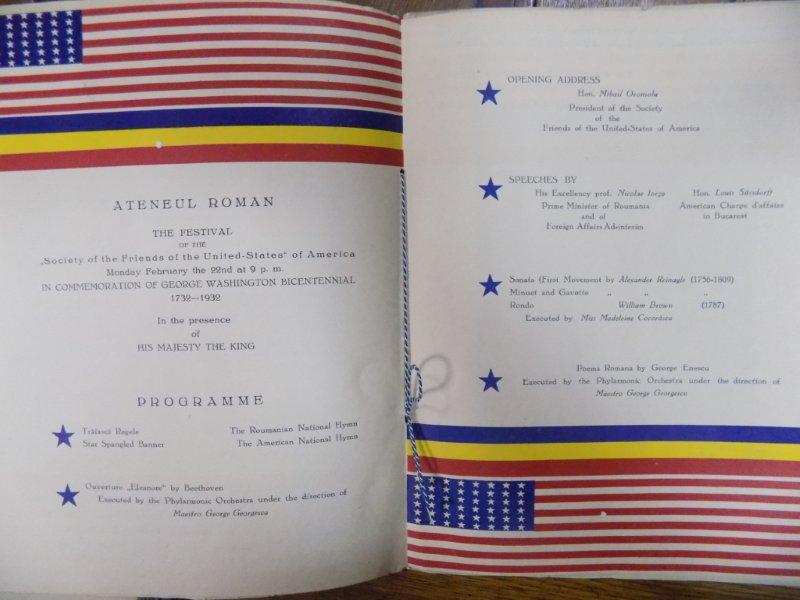 ATENEUL ROMAN
THE FESTIVAL
OF THE
„Society of the Friends of the United-States" of America
Monday February the 22nd at 9 p. m.
IN COMMEMORATION OF GEORGE WASHINGTON BICENTENNIAL
1732—1932
In the presence
of
HIS MAJESTY THE KING
PROGRAMME
Trăiască Regele The Roumanian National Hymn
Star Spangled Banner The American National Hymn
Ouverture „Eleanore" by Beethoven
Executed by the Phylarmonic Orchestra under the direction of
Maestro George Georgescu
OPENING ADDRESS
Hon. Mihail Oromolu
President of the Society
of the
Friends of the United-States of America
SPEECHES BY
His Excellency prof. Nicolae Iorga Hon. Louis
Prime Minister of Roumania American Charge d'affaires
and of in Bucarest
Foreign Affairs Ad-interim
Sonata (First Movement by Alexander Reinagle (1756-1809)
Minuet and Gavotte „ „ „
Rondo William Brown (1787)
Executed by Miss Madeleine Cocorăscu
Poema Romana by George Enescu
Executed by the Phylarmonic Orchestra under the direction of
Maestro George Georgescu